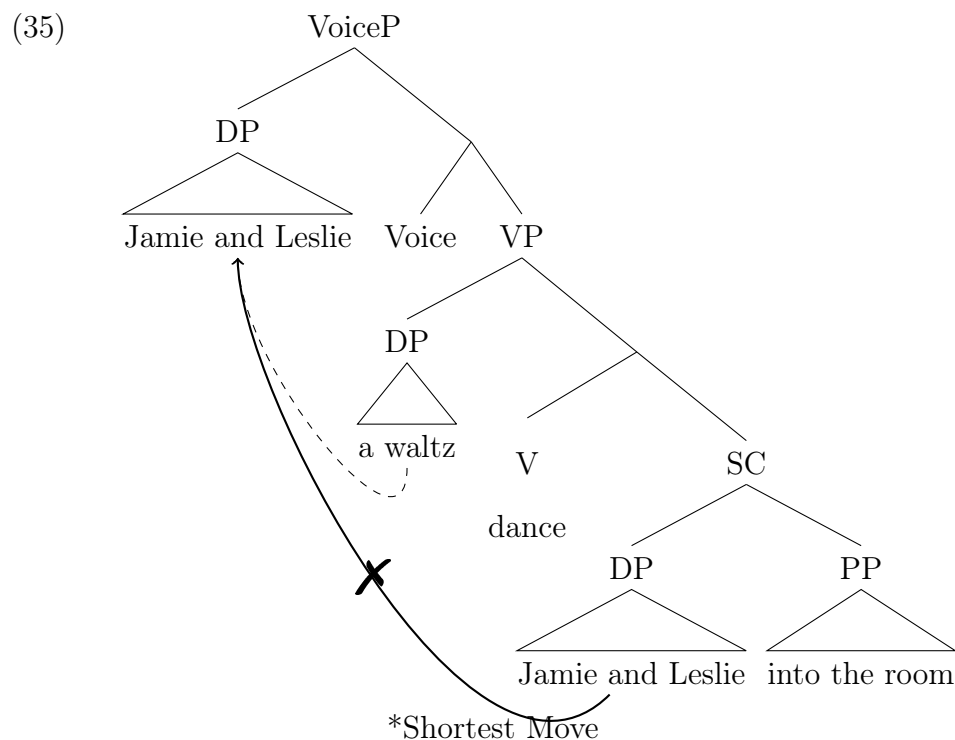 (35)
VoiceP
DP
Jamie and Leslie Voice VP
DP
a waltz V SC
dance
DP PP
Jamie and Leslie into the room
*Shortest Move